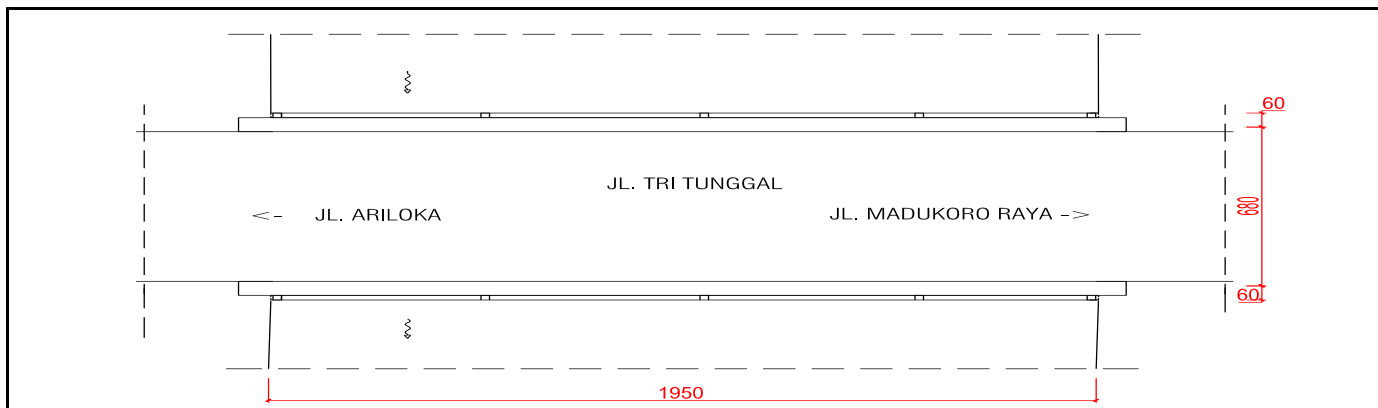 60
JL. TRI TUNGGAL
<- JL. ARILOKA
JL. MADUKORO RAYA ->
680
60
1950